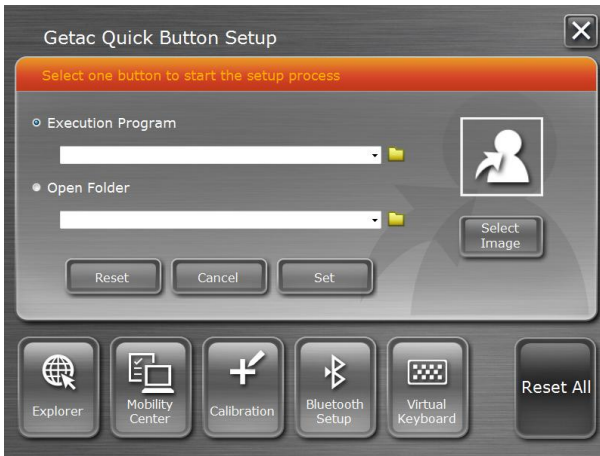 Getac Quick Button Setup
Select one button to start the setup process
Execution Program
Open Folder
Select
Image
Reset
Cancel
Set
Explorer
Mobility
Center
Calibration
Bluetooth
Setup
Virtual
Keyboard
Reset All